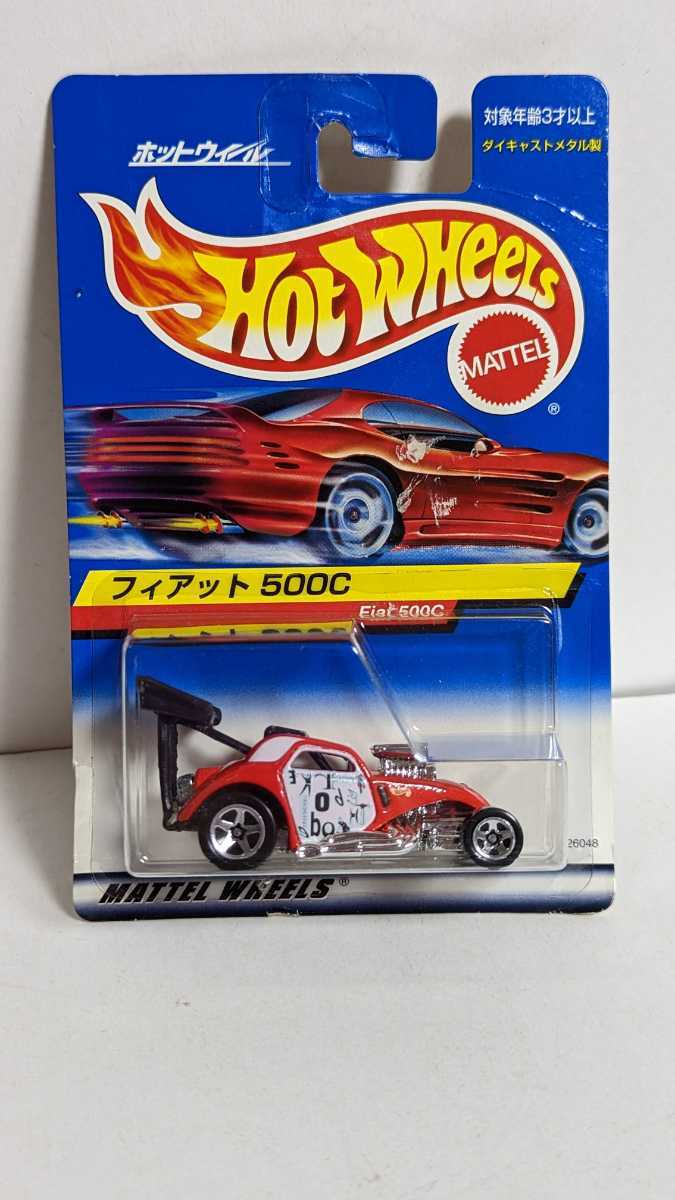 ホットウィール
対象年齢3才以上
ダイキャストメタル製
HOT WHEELS
MATTEL
®
フィアット 500C
Fiat 500C
26048
MATTEL WHEELS®